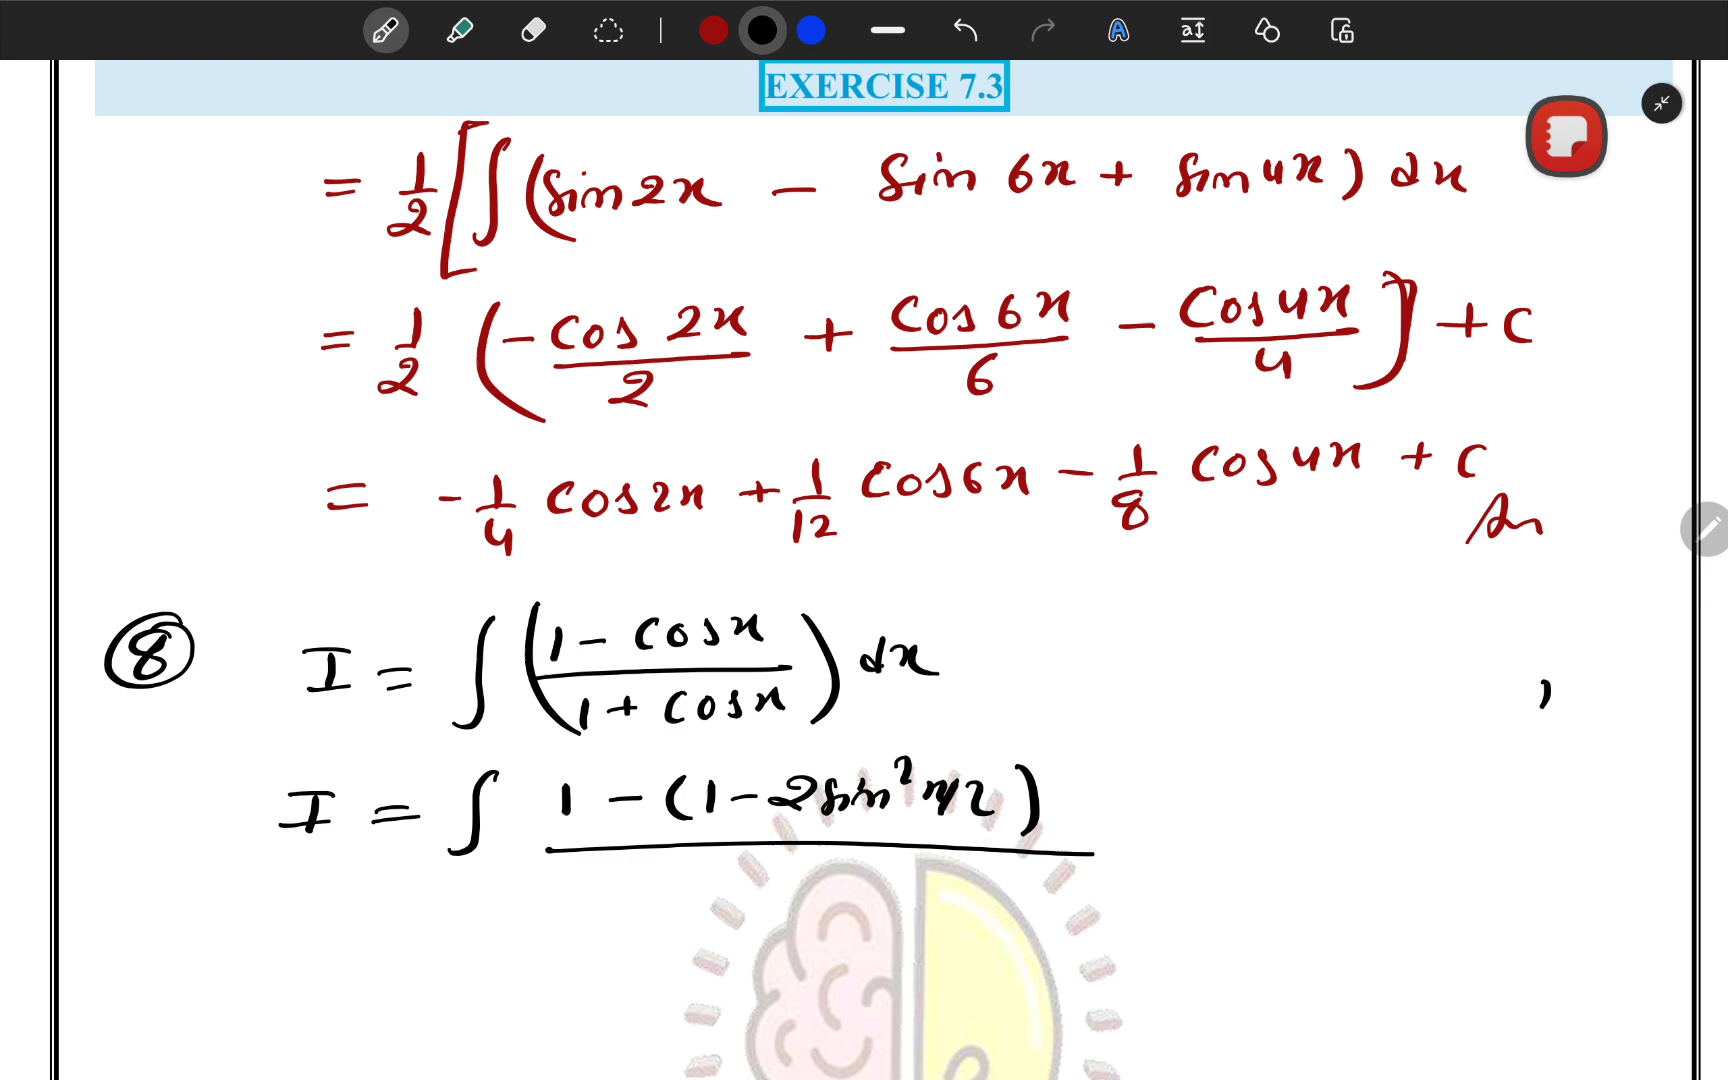 EXERCISE 7.3
= 1/2 [∫ (sin 2x − sin 6x + sin 4x) dx
= 1/2 (−cos 2x/2 + cos 6x/6 − cos 4x/4] + c
= −1/4 cos 2x + 1/12 cos 6x − 1/8 cos 4x + c
An
⑧ I = ∫ (1 − cos x/1 + cos x) dx ,
I = ∫ 1 − (1 − 2 sin² x/2)